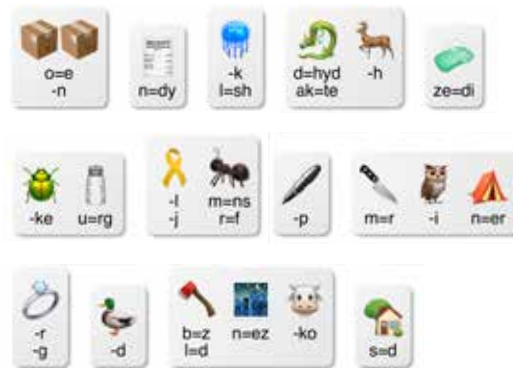 o=e
-n
n=dy
-k
l=sh
d=hyd -h
ak=te
ze=di
-ke u=rg
-l m=ns
-j r=f
-p
m=r -i n=er
-r
-g
-d
b=z n=ez -ko
l=d
s=d